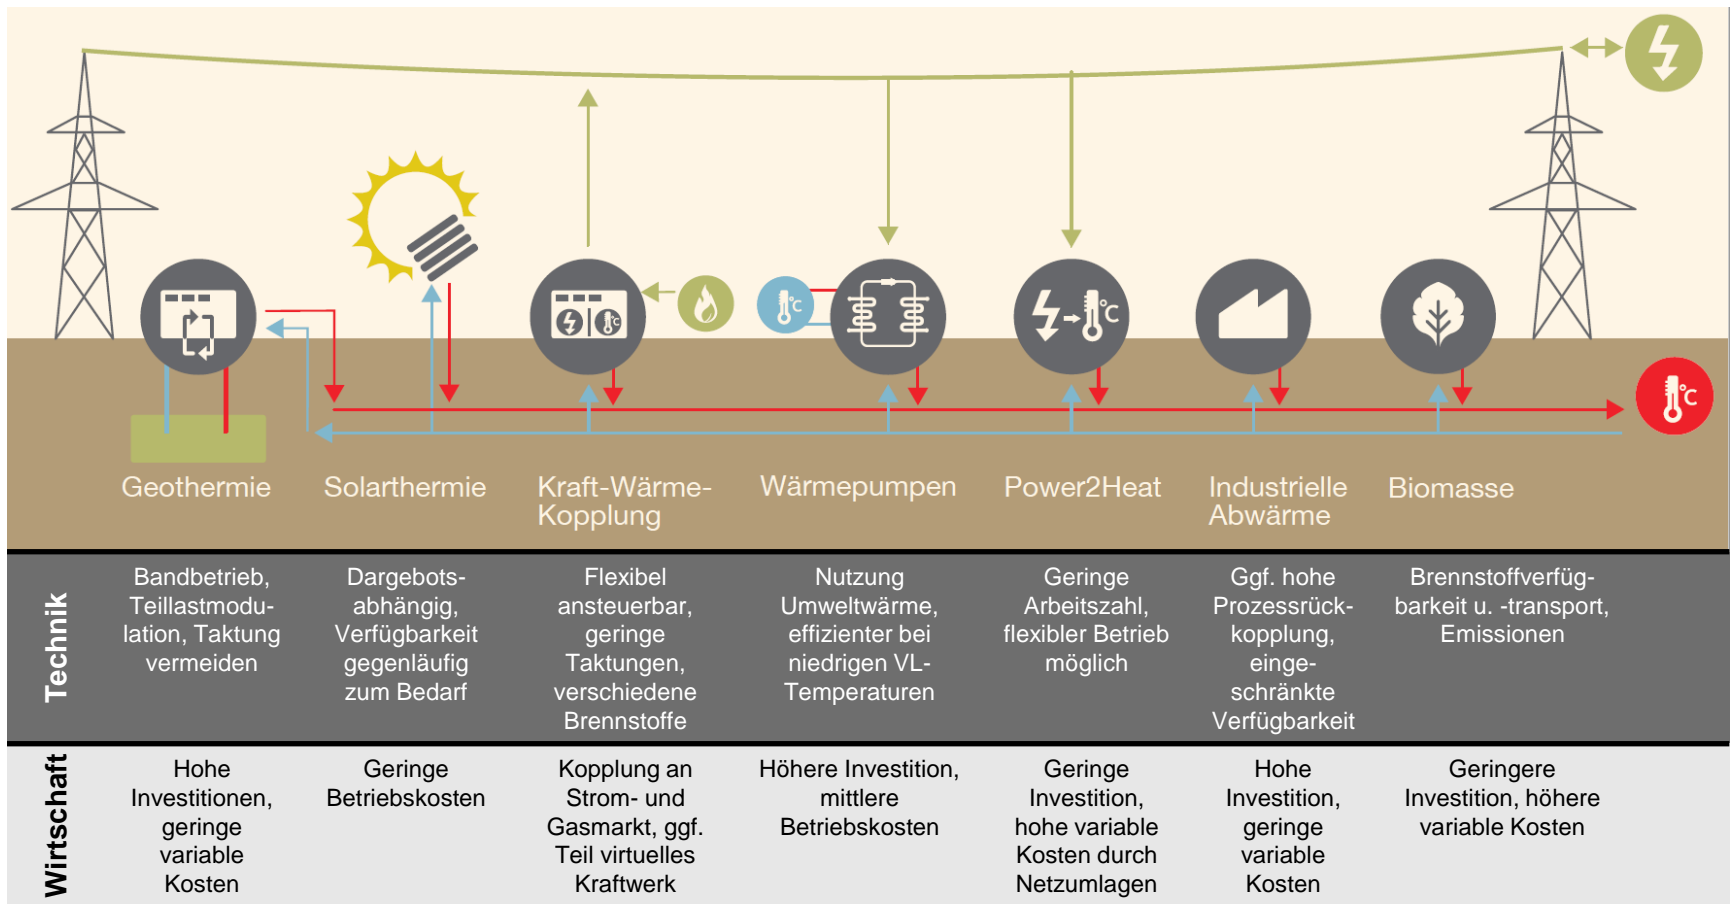 Geothermie
Solarthermie
Kraft-Wärme-
Kopplung
Wärmepumpen
Power2Heat
Industrielle
Abwärme
Biomasse
°C
°C
°C
°C
Technik
Bandbetrieb,
Teillastmodu-
lation, Taktung
vermeiden
Dargebots-
abhängig,
Verfügbarkeit
gegenläufig
zum Bedarf
Flexibel
ansteuerbar,
geringe
Taktungen,
verschiedene
Brennstoffe
Nutzung
Umweltwärme,
effizienter bei
niedrigen VL-
Temperaturen
Geringe
Arbeitszahl,
flexibler Betrieb
möglich
Ggf. hohe
Prozessrück-
kopplung,
einge-
schränkte
Verfügbarkeit
Brennstoffverfüg-
barkeit u. -transport,
Emissionen
Wirtschaft
Hohe
Investitionen,
geringe
variable
Kosten
Geringe
Betriebskosten
Kopplung an
Strom- und
Gasmarkt, ggf.
Teil virtuelles
Kraftwerk
Höhere Investition,
mittlere
Betriebskosten
Geringe
Investition,
hohe variable
Kosten durch
Netzumlagen
Hohe
Investition,
geringe
variable
Kosten
Geringere
Investition, höhere
variable Kosten